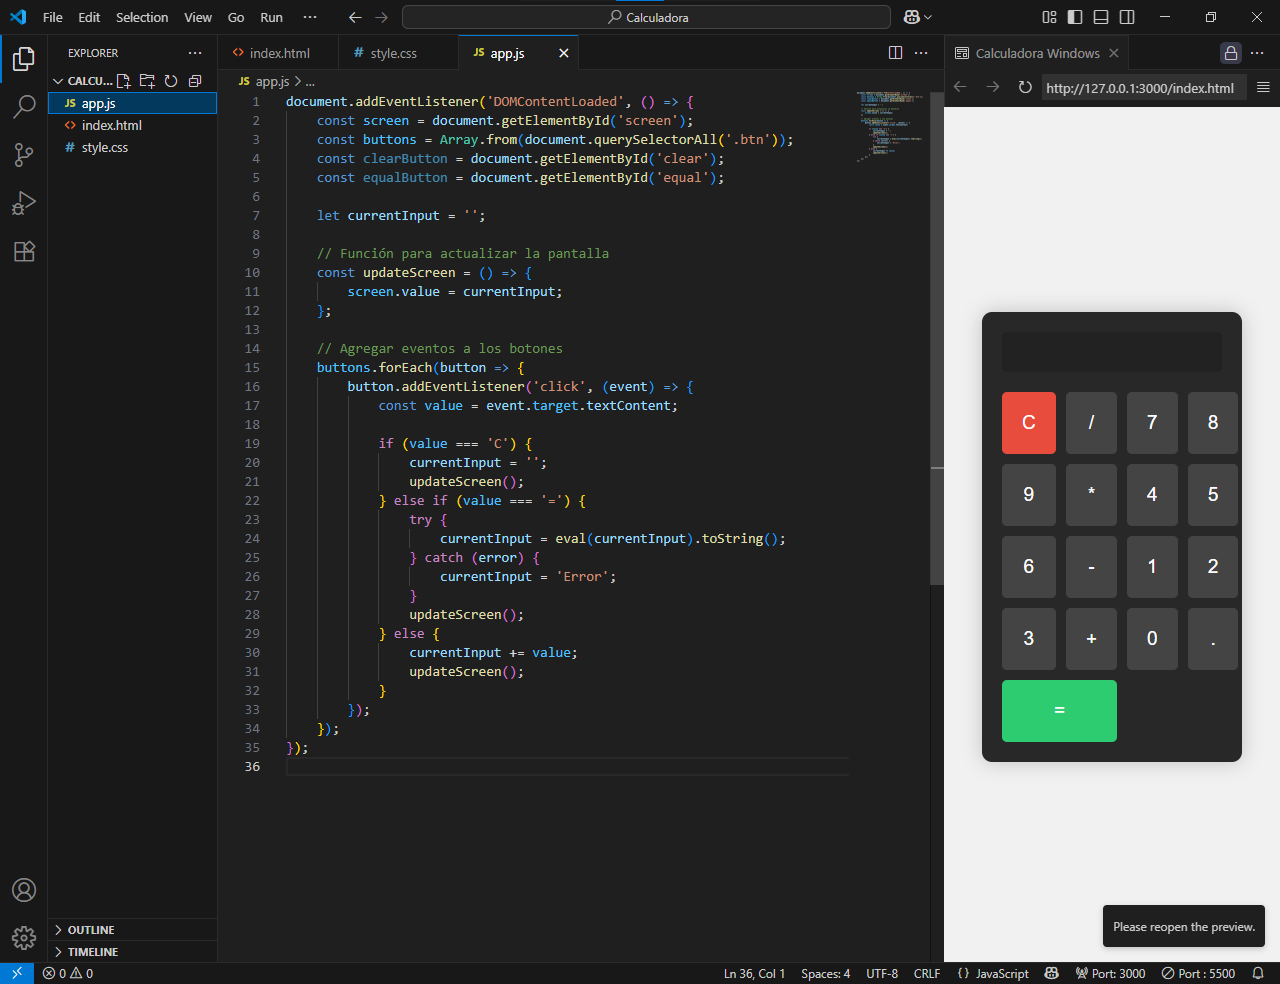 File Edit Selection View Go Run ··· Calculadora
EXPLORER ···
CALCU...
app.js
index.html
style.css
OUTLINE
TIMELINE
index.html style.css app.js
app.js > ...
1 document.addEventListener('DOMContentLoaded', () => {
2 const screen = document.getElementById('screen');
3 const buttons = Array.from(document.querySelectorAll('.btn'));
4 const clearButton = document.getElementById('clear');
5 const equalButton = document.getElementById('equal');
6
7 let currentInput = '';
8
9 // Función para actualizar la pantalla
10 const updateScreen = () => {
11 screen.value = currentInput;
12 };
13
14 // Agregar eventos a los botones
15 buttons.forEach(button => {
16 button.addEventListener('click', (event) => {
17 const value = event.target.textContent;
18
19 if (value === 'C') {
20 currentInput = '';
21 updateScreen();
22 } else if (value === '=') {
23 try {
24 currentInput = eval(currentInput).toString();
25 } catch (error) {
26 currentInput = 'Error';
27 }
28 updateScreen();
29 } else {
30 currentInput += value;
31 updateScreen();
32 }
33 });
34 });
35 });
36
Calculadora Windows
http://127.0.0.1:3000/index.html
C / 7 8
9 * 4 5
6 - 1 2
3 + 0 .
=
Please reopen the preview.
0 0 Ln 36, Col 1 Spaces: 4 UTF-8 CRLF {} JavaScript Port: 3000 Port : 5500